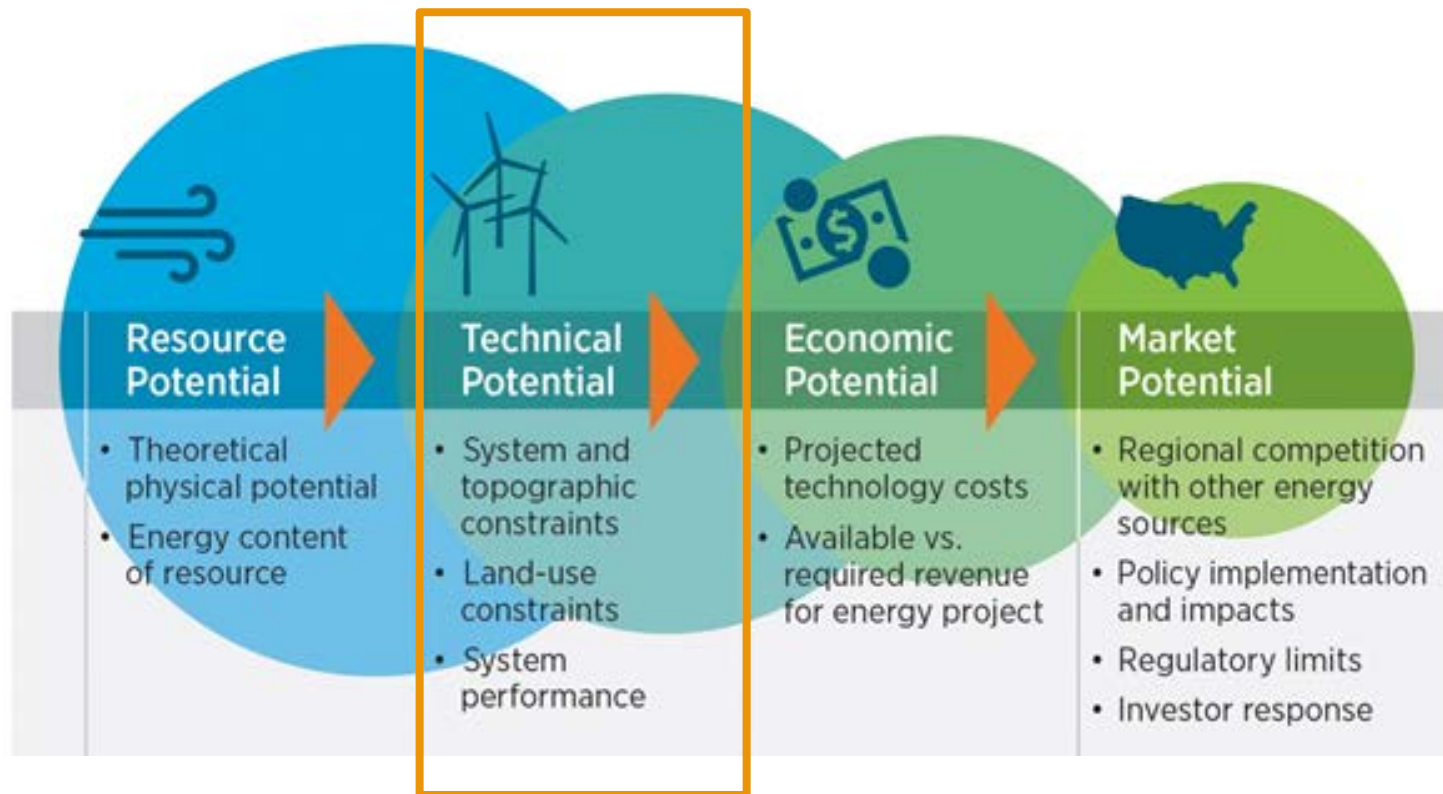 Resource
Potential
• Theoretical
physical potential
• Energy content
of resource
Technical
Potential
• System and
topographic
constraints
• Land-use
constraints
• System
performance
$
Economic
Potential
• Projected
technology costs
• Available vs.
required revenue
for energy project
Market
Potential
• Regional competition
with other energy
sources
• Policy implementation
and impacts
• Regulatory limits
• Investor response